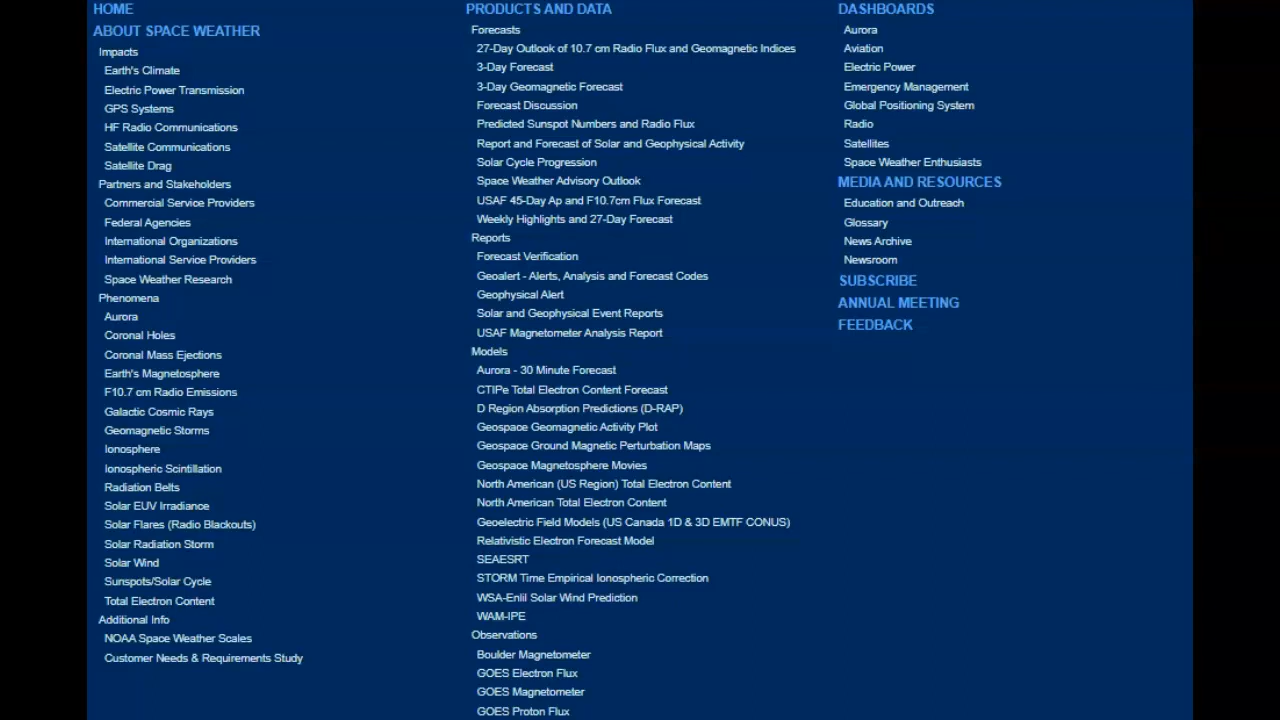 HOME
ABOUT SPACE WEATHER
Impacts
Earth's Climate
Electric Power Transmission
GPS Systems
HF Radio Communications
Satellite Communications
Satellite Drag
Partners and Stakeholders
Commercial Service Providers
Federal Agencies
International Organizations
International Service Providers
Space Weather Research
Phenomena
Aurora
Coronal Holes
Coronal Mass Ejections
Earth's Magnetosphere
F10.7 cm Radio Emissions
Galactic Cosmic Rays
Geomagnetic Storms
Ionosphere
Ionospheric Scintillation
Radiation Belts
Solar EUV Irradiance
Solar Flares (Radio Blackouts)
Solar Radiation Storm
Solar Wind
Sunspots/Solar Cycle
Total Electron Content
Additional Info
NOAA Space Weather Scales
Customer Needs & Requirements Study
PRODUCTS AND DATA
Forecasts
27-Day Outlook of 10.7 cm Radio Flux and Geomagnetic Indices
3-Day Forecast
3-Day Geomagnetic Forecast
Forecast Discussion
Predicted Sunspot Numbers and Radio Flux
Report and Forecast of Solar and Geophysical Activity
Solar Cycle Progression
Space Weather Advisory Outlook
USAF 45-Day Ap and F10.7cm Flux Forecast
Weekly Highlights and 27-Day Forecast
Reports
Forecast Verification
Geoalert - Alerts, Analysis and Forecast Codes
Geophysical Alert
Solar and Geophysical Event Reports
USAF Magnetometer Analysis Report
Models
Aurora - 30 Minute Forecast
CTIPe Total Electron Content Forecast
D Region Absorption Predictions (D-RAP)
Geospace Geomagnetic Activity Plot
Geospace Ground Magnetic Perturbation Maps
Geospace Magnetosphere Movies
North American (US Region) Total Electron Content
North American Total Electron Content
Geoelectric Field Models (US Canada 1D & 3D EMTF CONUS)
Relativistic Electron Forecast Model
SEAESRT
STORM Time Empirical Ionospheric Correction
WSA-Enlil Solar Wind Prediction
WAM-IPE
Observations
Boulder Magnetometer
GOES Electron Flux
GOES Magnetometer
GOES Proton Flux
DASHBOARDS
Aurora
Aviation
Electric Power
Emergency Management
Global Positioning System
Radio
Satellites
Space Weather Enthusiasts
MEDIA AND RESOURCES
Education and Outreach
Glossary
News Archive
Newsroom
SUBSCRIBE
ANNUAL MEETING
FEEDBACK